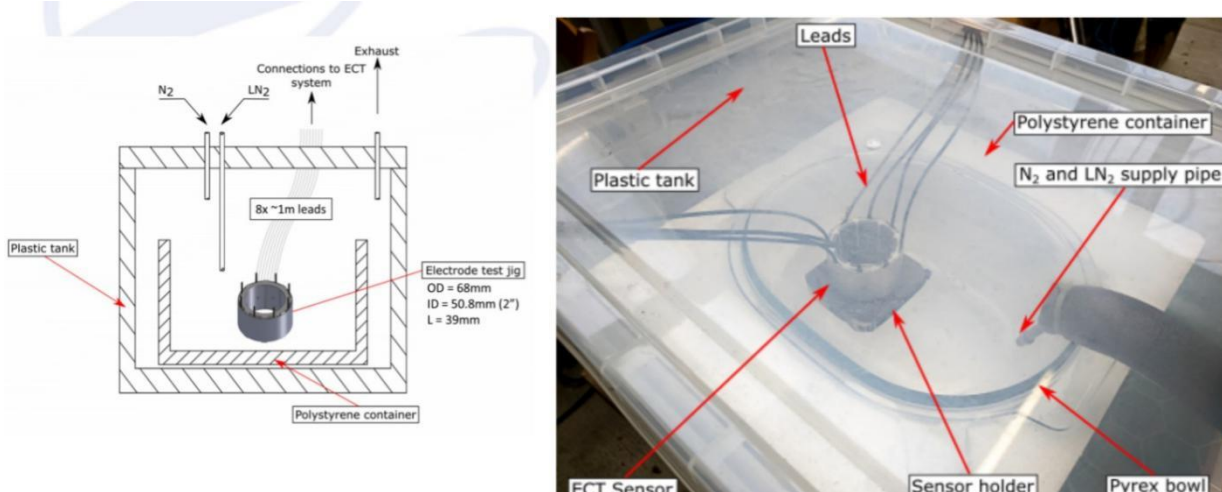 Exhaust
Connections to ECT
system
N2
LN2
8x ~1m leads
Plastic tank
Electrode test jig
OD = 68mm
ID = 50.8mm (2")
L = 39mm
Polystyrene container
Leads
Polystyrene container
Plastic tank
N2 and LN2 supply pipe
ECT Sensor
Sensor holder
Pyrex bowl